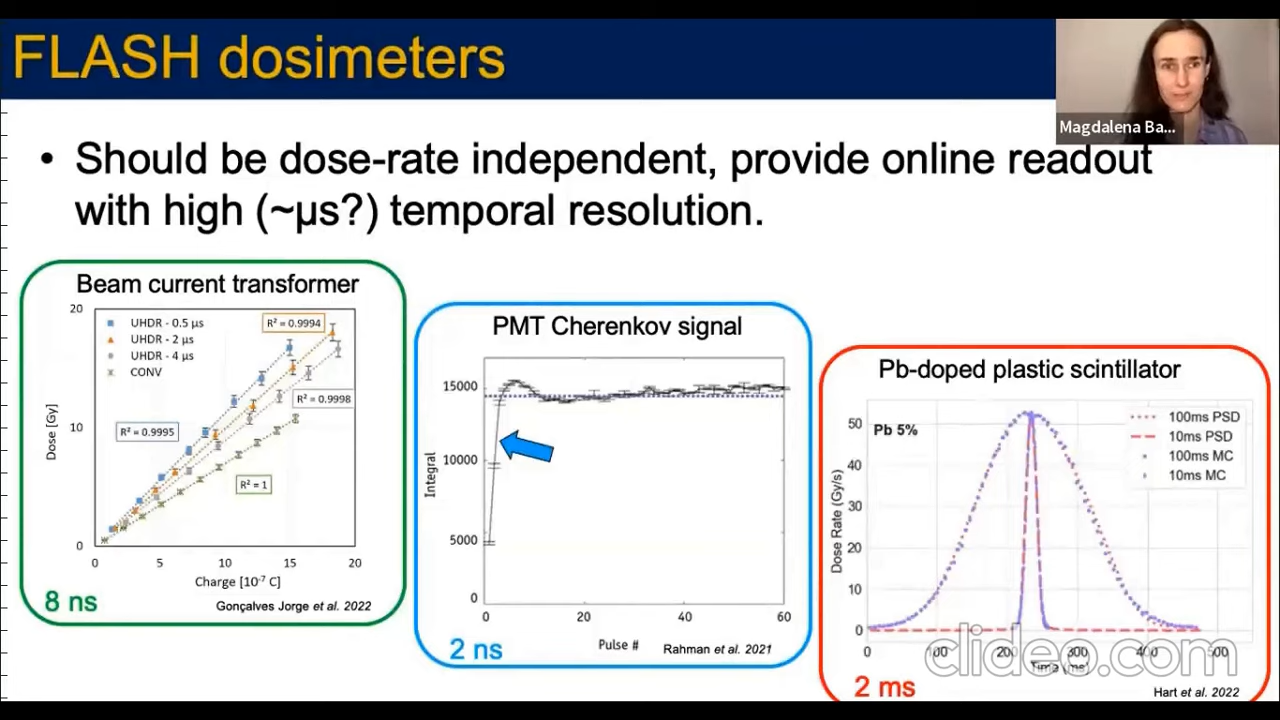 FLASH dosimeters
Magdalena Ba...
• Should be dose-rate independent, provide online readout
with high (~µs?) temporal resolution.
Beam current transformer
20
10
0
Dose [Gy]
UHDR - 0.5 µs
UHDR - 2 µs
UHDR - 4 µs
CONV
R² = 0.9994
R² = 0.9998
R² = 0.9995
R² = 1
0 5 10 15 20
Charge [10⁻⁷ C]
8 ns
Gonçalves Jorge et al. 2022
PMT Cherenkov signal
15000
10000
5000
0
Integral
0 20 40 60
Pulse #
2 ns
Rahman et al. 2021
Pb-doped plastic scintillator
Pb 5%
100ms PSD
10ms PSD
100ms MC
10ms MC
50
40
30
20
10
0
Dose Rate (Gy/s)
0 100 200 300 400 500
Time (ms)
clideo.com
2 ms
Hart et al. 2022